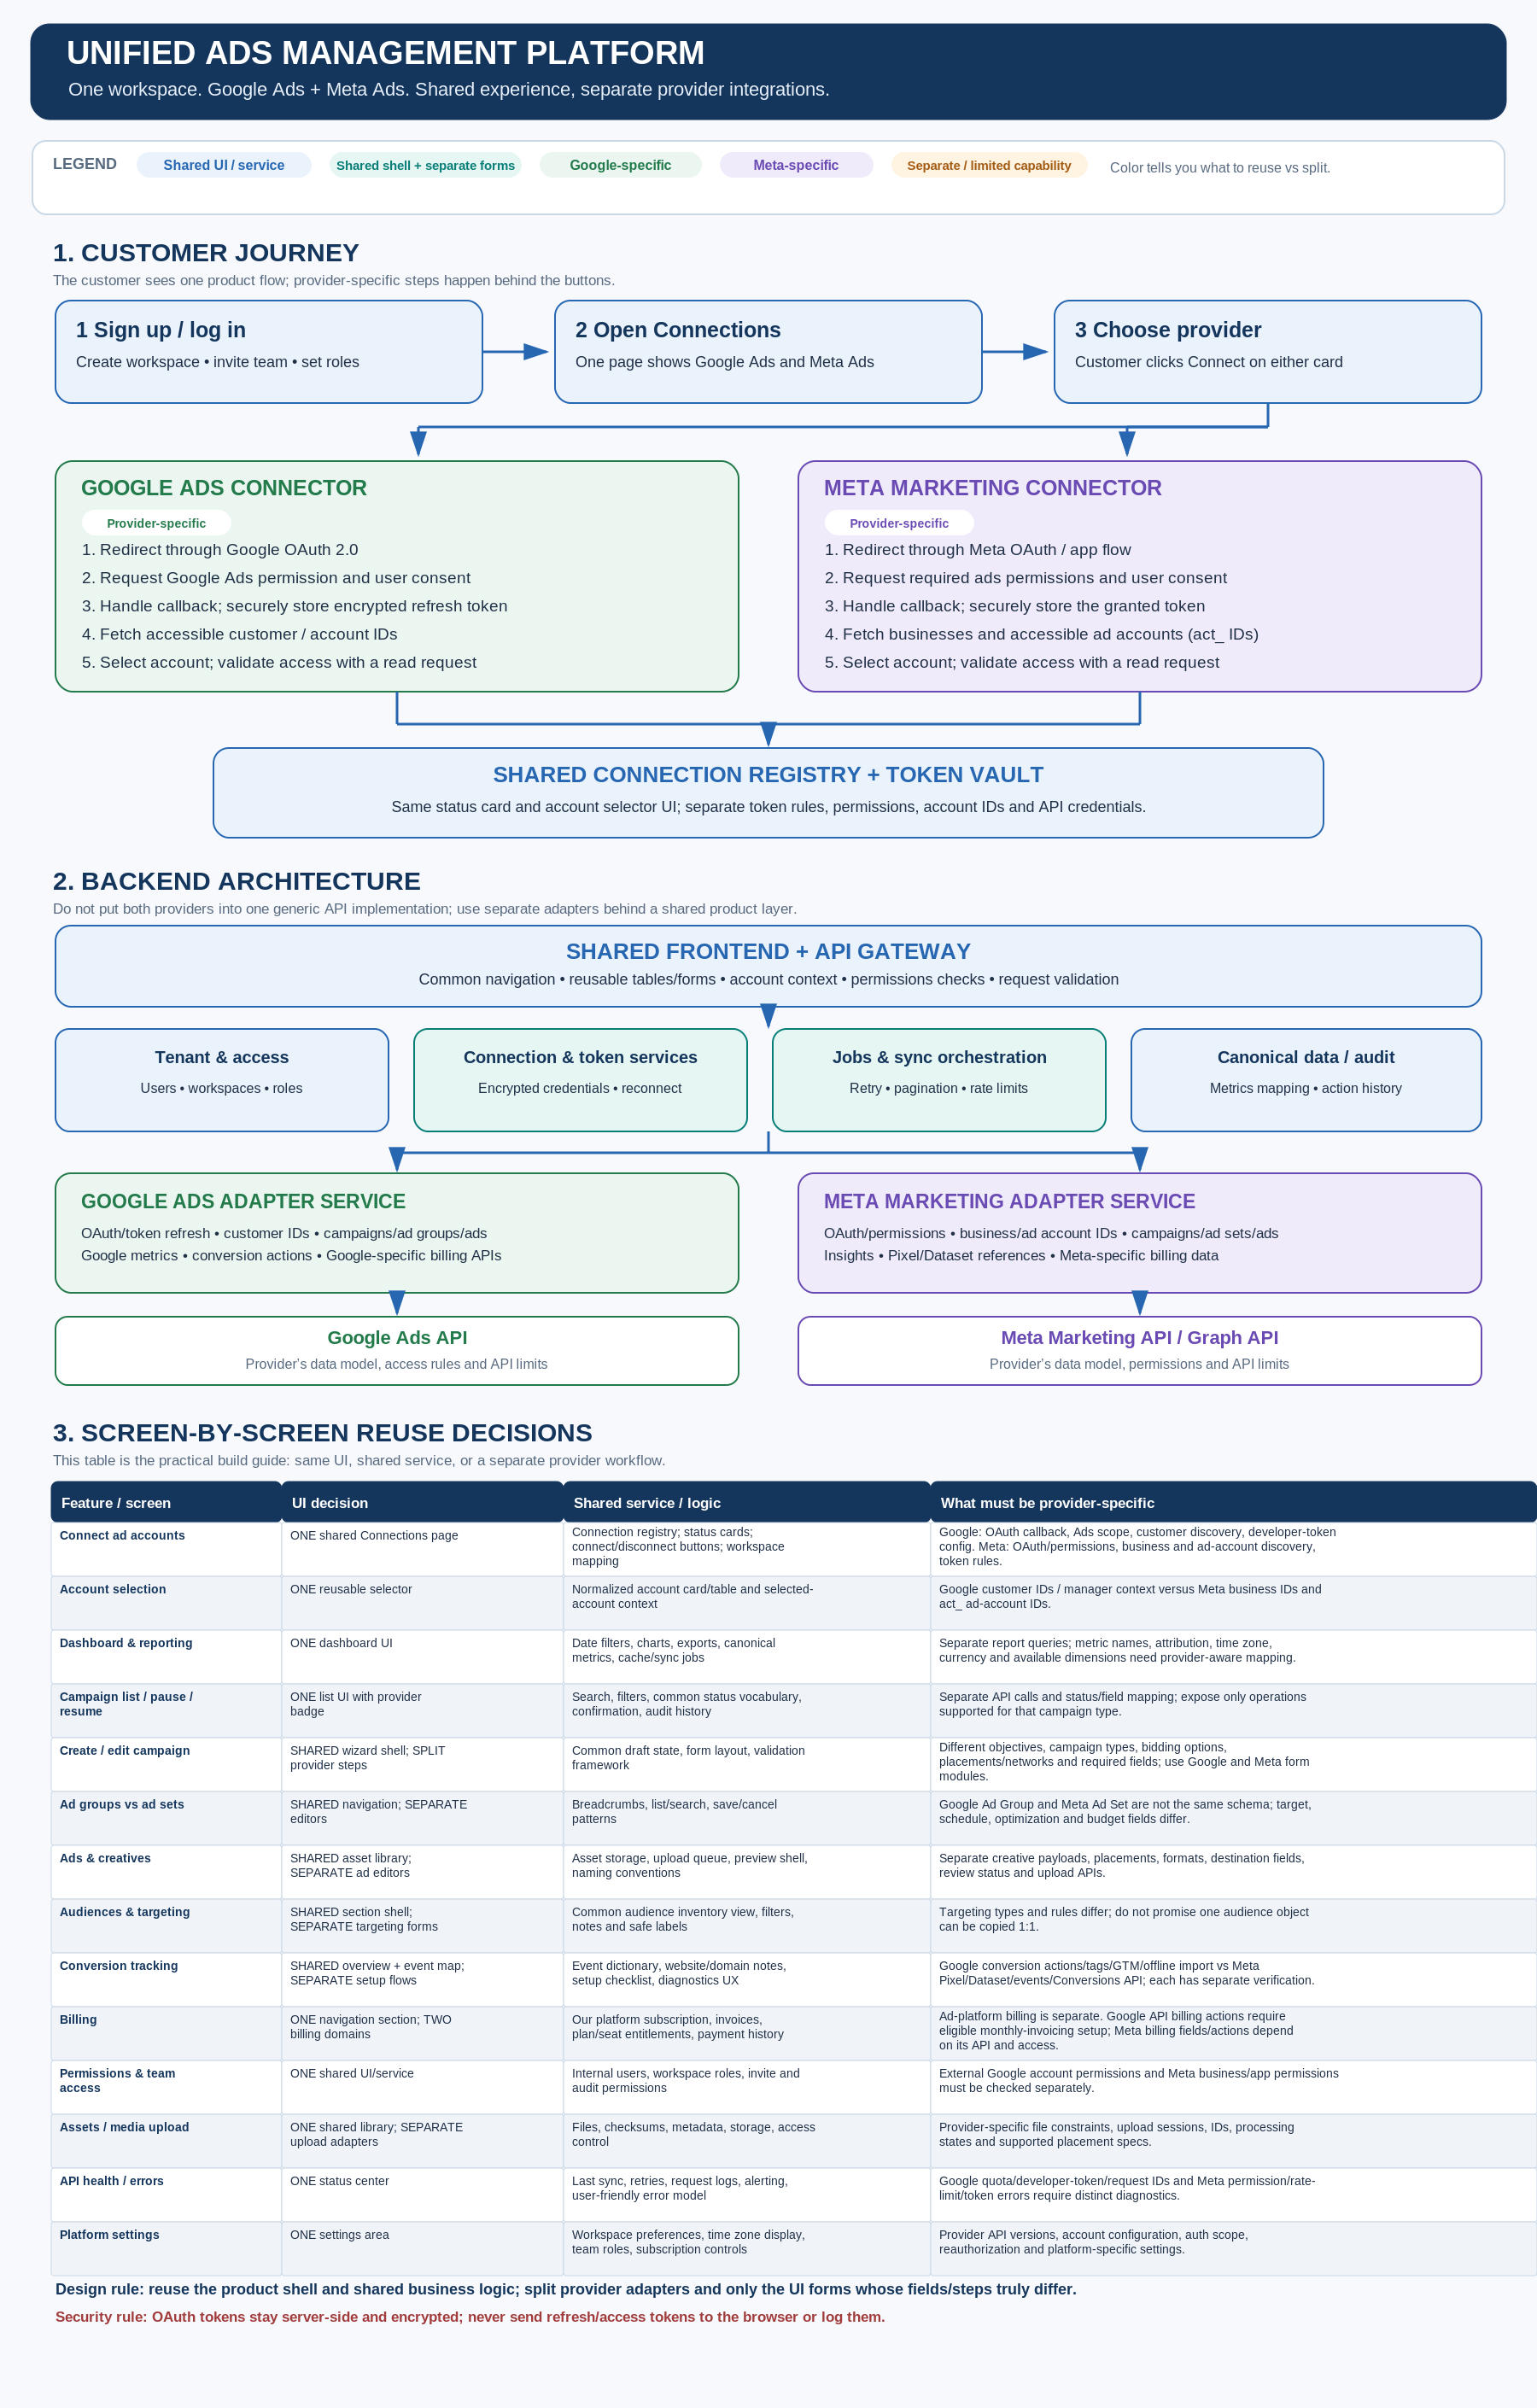 UNIFIED ADS MANAGEMENT PLATFORM
One workspace. Google Ads + Meta Ads. Shared experience, separate provider integrations.
LEGEND
Shared UI / service
Shared shell + separate forms
Google-specific
Meta-specific
Separate / limited capability
Color tells you what to reuse vs split.
1. CUSTOMER JOURNEY
The customer sees one product flow; provider-specific steps happen behind the buttons.
1 Sign up / log in
Create workspace • invite team • set roles
2 Open Connections
One page shows Google Ads and Meta Ads
3 Choose provider
Customer clicks Connect on either card
GOOGLE ADS CONNECTOR
Provider-specific
1. Redirect through Google OAuth 2.0
2. Request Google Ads permission and user consent
3. Handle callback; securely store encrypted refresh token
4. Fetch accessible customer / account IDs
5. Select account; validate access with a read request
META MARKETING CONNECTOR
Provider-specific
1. Redirect through Meta OAuth / app flow
2. Request required ads permissions and user consent
3. Handle callback; securely store the granted token
4. Fetch businesses and accessible ad accounts (act_ IDs)
5. Select account; validate access with a read request
SHARED CONNECTION REGISTRY + TOKEN VAULT
Same status card and account selector UI; separate token rules, permissions, account IDs and API credentials.
2. BACKEND ARCHITECTURE
Do not put both providers into one generic API implementation; use separate adapters behind a shared product layer.
SHARED FRONTEND + API GATEWAY
Common navigation • reusable tables/forms • account context • permissions checks • request validation
Tenant & access
Users • workspaces • roles
Connection & token services
Encrypted credentials • reconnect
Jobs & sync orchestration
Retry • pagination • rate limits
Canonical data / audit
Metrics mapping • action history
GOOGLE ADS ADAPTER SERVICE
OAuth/token refresh • customer IDs • campaigns/ad groups/ads
Google metrics • conversion actions • Google-specific billing APIs
META MARKETING ADAPTER SERVICE
OAuth/permissions • business/ad account IDs • campaigns/ad sets/ads
Insights • Pixel/Dataset references • Meta-specific billing data
Google Ads API
Provider's data model, access rules and API limits
Meta Marketing API / Graph API
Provider's data model, permissions and API limits
3. SCREEN-BY-SCREEN REUSE DECISIONS
This table is the practical build guide: same UI, shared service, or a separate provider workflow.
Feature / screen
UI decision
Shared service / logic
What must be provider-specific
Connect ad accounts
ONE shared Connections page
Connection registry; status cards;
connect/disconnect buttons; workspace
mapping
Google: OAuth callback, Ads scope, customer discovery, developer-token
config. Meta: OAuth/permissions, business and ad-account discovery,
token rules.
Account selection
ONE reusable selector
Normalized account card/table and selected-
account context
Google customer IDs / manager context versus Meta business IDs and
act_ ad-account IDs.
Dashboard & reporting
ONE dashboard UI
Date filters, charts, exports, canonical
metrics, cache/sync jobs
Separate report queries; metric names, attribution, time zone,
currency and available dimensions need provider-aware mapping.
Campaign list / pause /
resume
ONE list UI with provider
badge
Search, filters, common status vocabulary,
confirmation, audit history
Separate API calls and status/field mapping; expose only operations
supported for that campaign type.
Create / edit campaign
SHARED wizard shell; SPLIT
provider steps
Common draft state, form layout, validation
framework
Different objectives, campaign types, bidding options,
placements/networks and required fields; use Google and Meta form
modules.
Ad groups vs ad sets
SHARED navigation; SEPARATE
editors
Breadcrumbs, list/search, save/cancel
patterns
Google Ad Group and Meta Ad Set are not the same schema; target,
schedule, optimization and budget fields differ.
Ads & creatives
SHARED asset library;
SEPARATE ad editors
Asset storage, upload queue, preview shell,
naming conventions
Separate creative payloads, placements, formats, destination fields,
review status and upload APIs.
Audiences & targeting
SHARED section shell;
SEPARATE targeting forms
Common audience inventory view, filters,
notes and safe labels
Targeting types and rules differ; do not promise one audience object
can be copied 1:1.
Conversion tracking
SHARED overview + event map;
SEPARATE setup flows
Event dictionary, website/domain notes,
setup checklist, diagnostics UX
Google conversion actions/tags/GTM/offline import vs Meta
Pixel/Dataset/events/Conversions API; each has separate verification.
Billing
ONE navigation section; TWO
billing domains
Our platform subscription, invoices,
plan/seat entitlements, payment history
Ad-platform billing is separate. Google API billing actions require
eligible monthly-invoicing setup; Meta billing fields/actions depend
on its API and access.
Permissions & team
access
ONE shared UI/service
Internal users, workspace roles, invite and
audit permissions
External Google account permissions and Meta business/app permissions
must be checked separately.
Assets / media upload
ONE shared library; SEPARATE
upload adapters
Files, checksums, metadata, storage, access
control
Provider-specific file constraints, upload sessions, IDs, processing
states and supported placement specs.
API health / errors
ONE status center
Last sync, retries, request logs, alerting,
user-friendly error model
Google quota/developer-token/request IDs and Meta permission/rate-
limit/token errors require distinct diagnostics.
Platform settings
ONE settings area
Workspace preferences, time zone display,
team roles, subscription controls
Provider API versions, account configuration, auth scope,
reauthorization and platform-specific settings.
Design rule: reuse the product shell and shared business logic; split provider adapters and only the UI forms whose fields/steps truly differ.
Security rule: OAuth tokens stay server-side and encrypted; never send refresh/access tokens to the browser or log them.